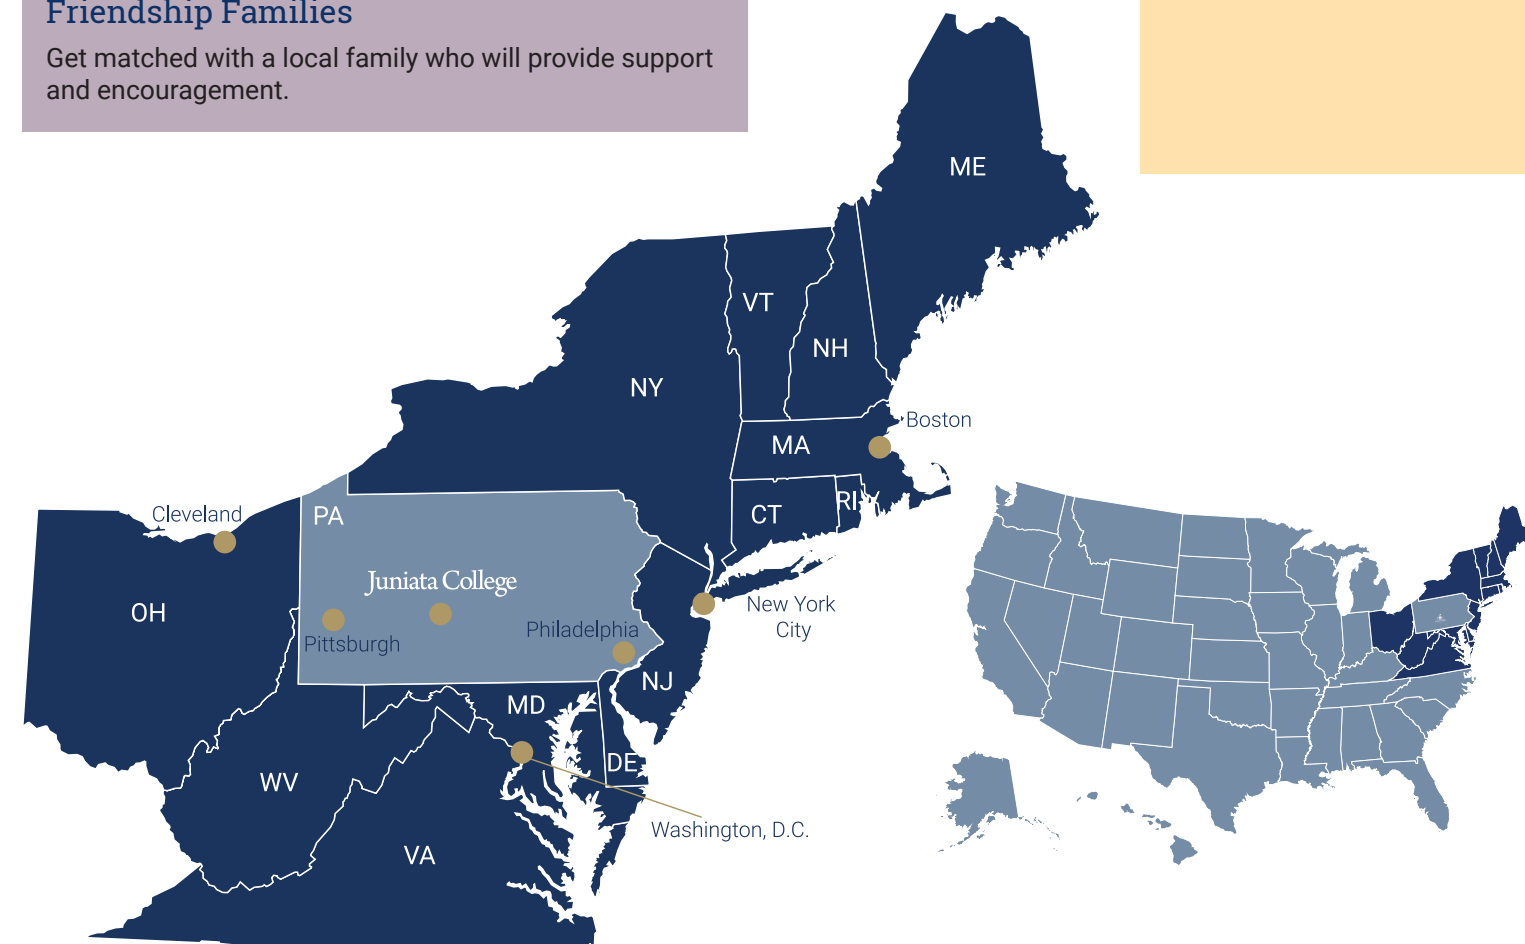 Friendship Families
Get matched with a local family who will provide support
and encouragement.
ME
VT
NH
NY
Boston
MA
CT
RI
Cleveland
PA
Juniata College
OH
Pittsburgh
Philadelphia
New York
City
NJ
MD
DE
WV
Washington, D.C.
VA